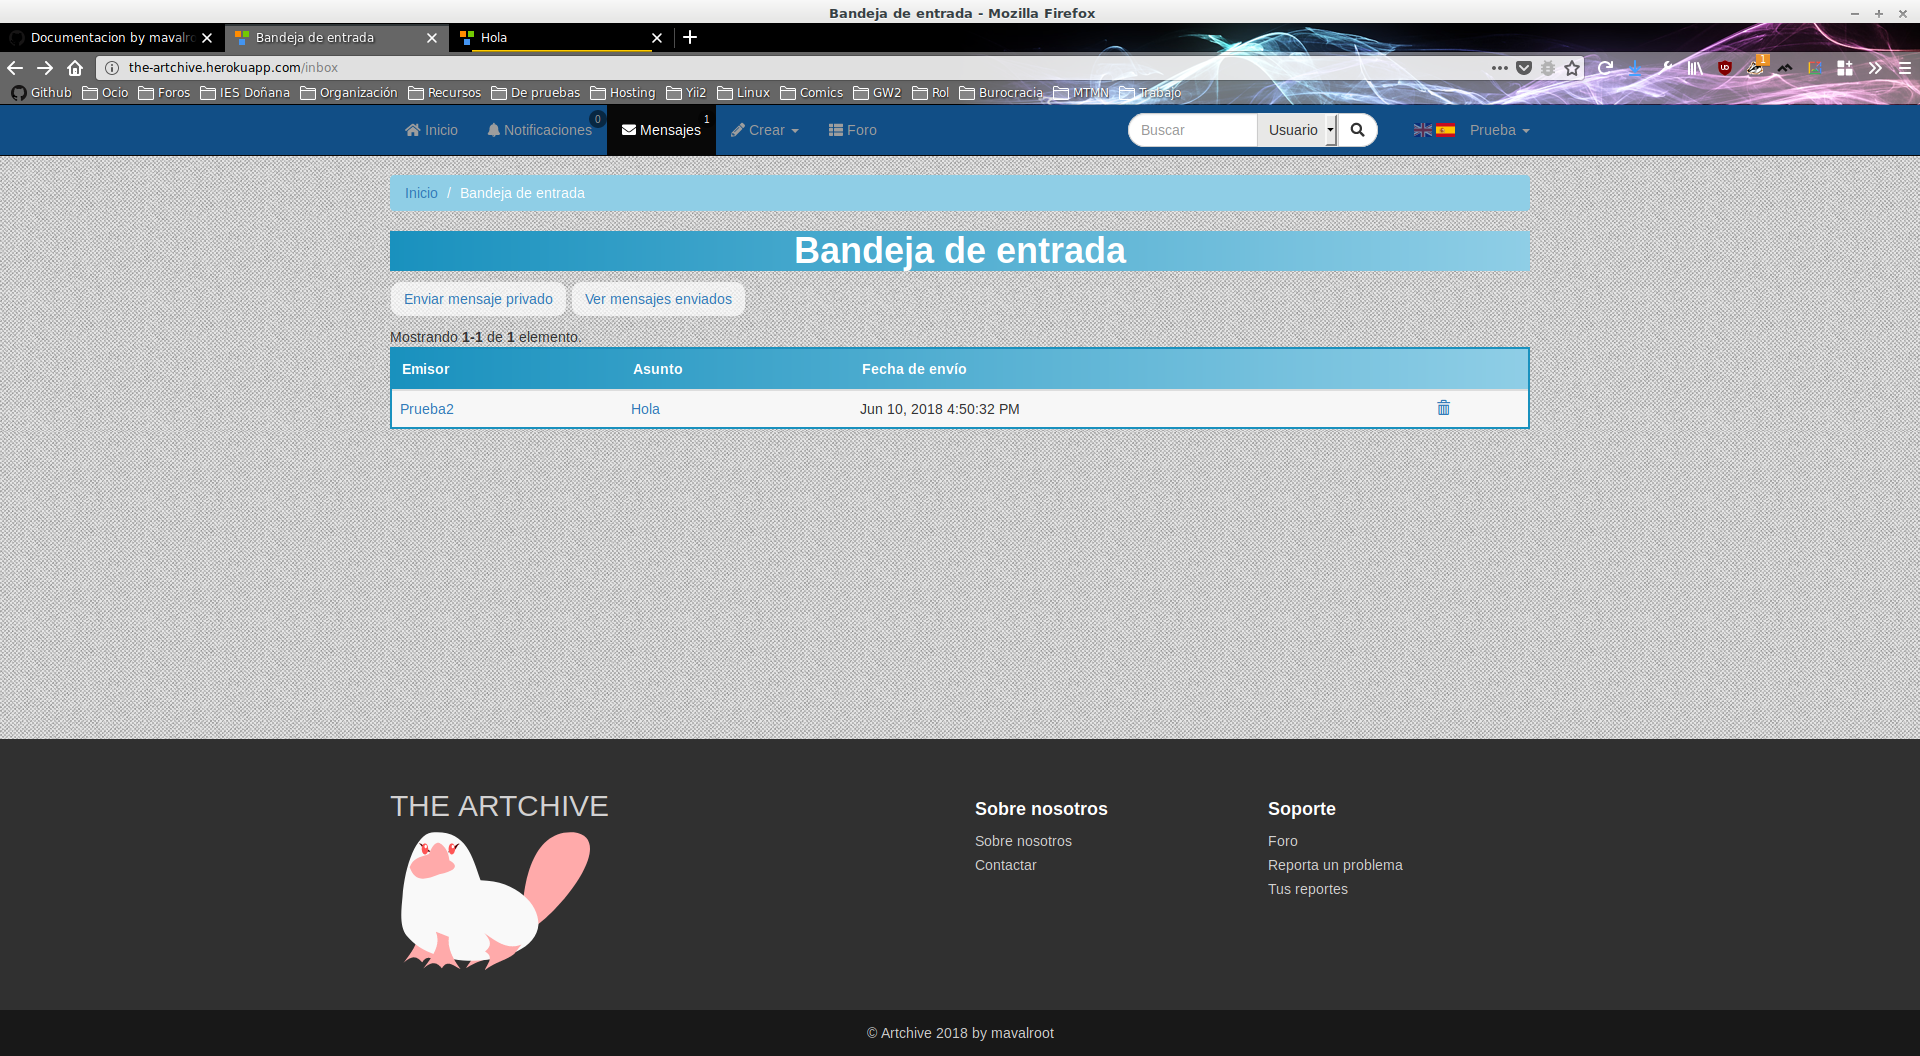 Bandeja de entrada - Mozilla Firefox
Documentacion by mavalro Bandeja de entrada Hola
the-artchive.herokuapp.com/inbox 1
Github Ocio Foros IES Doñana Organización Recursos De pruebas Hosting Yii2 Linux Comics GW2 Rol Burocracia MTMN Trabajo
Inicio Notificaciones 0 Mensajes 1 Crear Foro Buscar Usuario Prueba
Inicio / Bandeja de entrada
Bandeja de entrada
Enviar mensaje privado Ver mensajes enviados
Mostrando 1-1 de 1 elemento.
Emisor Asunto Fecha de envío
Prueba2 Hola Jun 10, 2018 4:50:32 PM
THE ARTCHIVE
Sobre nosotros
Sobre nosotros
Contactar
Soporte
Foro
Reporta un problema
Tus reportes
© Artchive 2018 by mavalroot